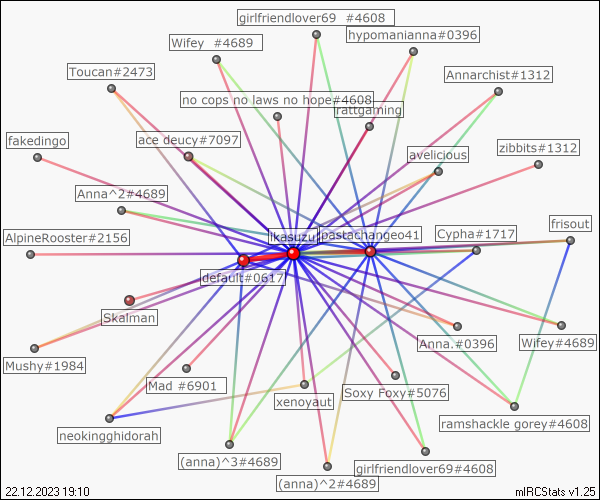 girlfriendlover69 #4608
Wifey #4689
hypomanianna#0396
Toucan#2473
Annarchist#1312
no cops no laws no hope#4608
rattgaming
fakedingo
ace deucy#7097
avelicious
zibbits#1312
Anna^2#4689
frisout
AlpineRooster#2156
ikasuzu
pastachangeo41
Cypha#1717
default#0617
Skalman
Anna.#0396
Wifey#4689
Mushy#1984
Mad #6901
Soxy Foxy#5076
xenoyaut
ramshackle gorey#4608
neokingghidorah
(anna)^3#4689
girlfriendlover69#4608
(anna)^2#4689
22.12.2023 19:10
mIRCStats v1.25